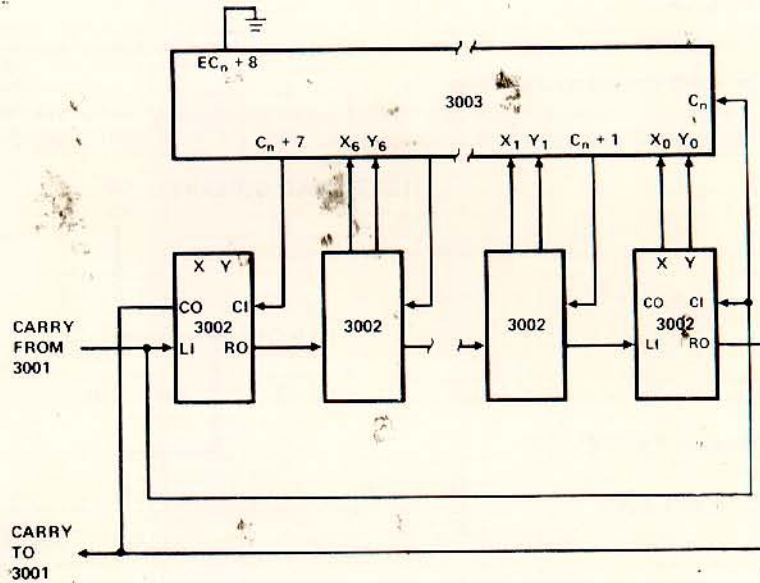 ECn + 8
3003
Cn
Cn + 7
X6 Y6
X1 Y1
Cn + 1
X0 Y0
X Y
CO CI
3002
LI RO
3002
3002
X Y
CO CI
3002
LI RO
CARRY
FROM
3001
CARRY
TO
3001